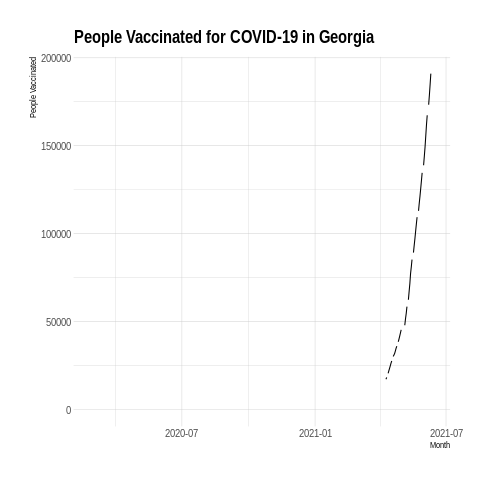 People Vaccinated for COVID-19 in Georgia
People Vaccinated
200000
150000
100000
50000
0
2020-07
2021-01
2021-07
Month